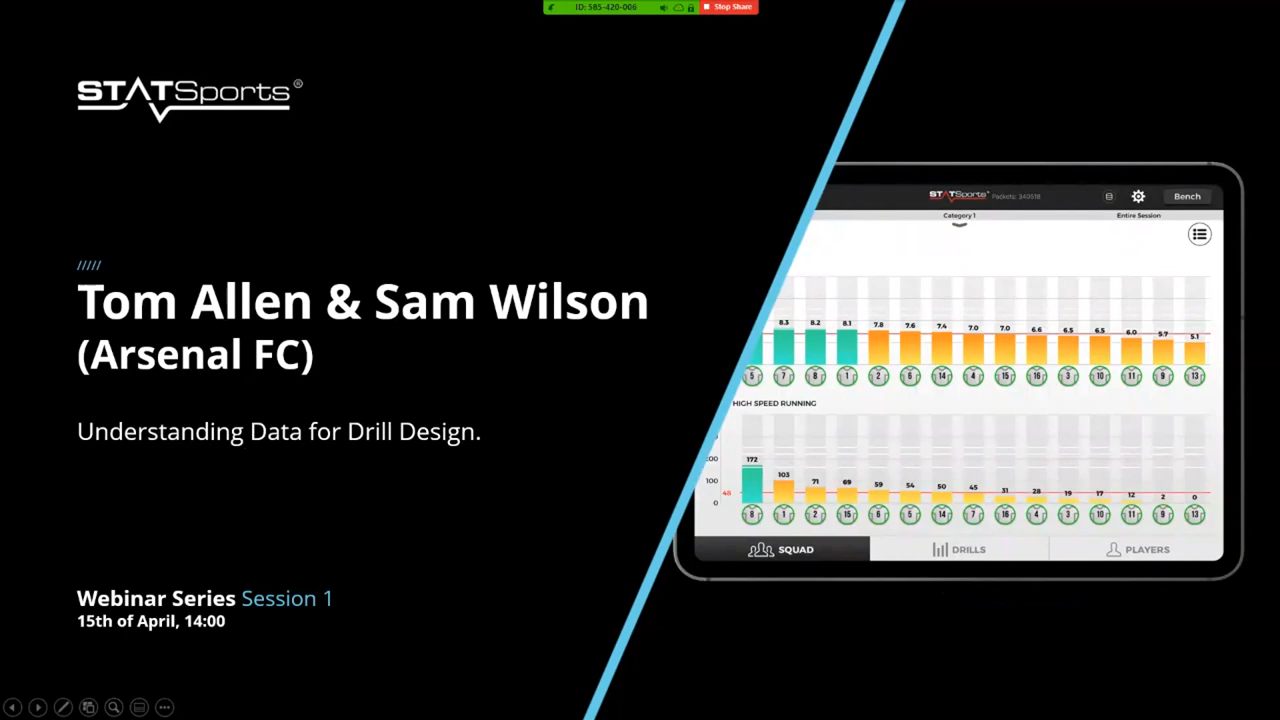 ID: 585-420-006
Stop Share
STATSports®
/////
Tom Allen & Sam Wilson
(Arsenal FC)
Understanding Data for Drill Design.
Webinar Series Session 1
15th of April, 14:00
STATSports Packets: 340518
Bench
Category 1
Entire Session
8.3 8.2 8.1 7.8 7.6 7.4 7.0 7.0 6.6 6.5 6.5 6.0 5.7 5.1
5 7 8 1 2 6 14 4 15 16 3 10 11 9 13
HIGH SPEED RUNNING
172 103 71 69 59 54 50 45 31 28 19 17 12 2 0
100
48
0
8 1 2 15 6 5 14 7 16 4 3 10 11 9 13
SQUAD
DRILLS
PLAYERS